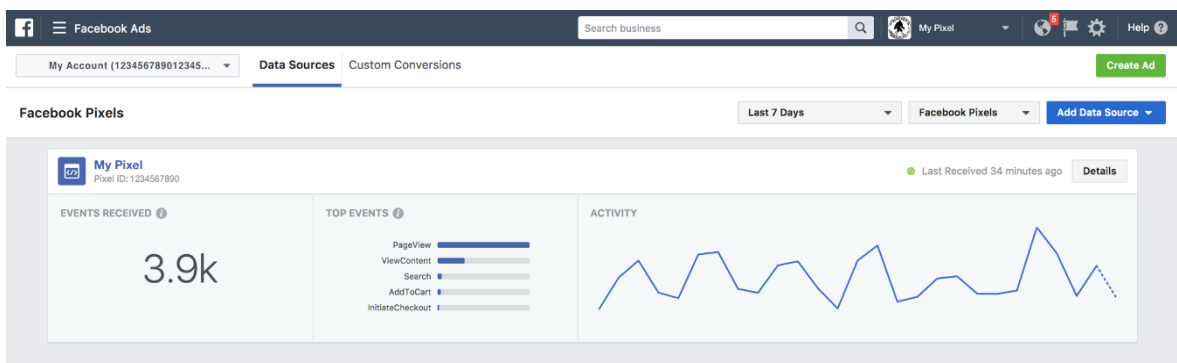 Facebook Ads
Search business
My Pixel
6
Help
My Account (123456789012345...
Data Sources
Custom Conversions
Create Ad
Facebook Pixels
Last 7 Days
Facebook Pixels
Add Data Source
My Pixel
Pixel ID: 1234567890
Last Received 34 minutes ago
Details
EVENTS RECEIVED
3.9k
TOP EVENTS
PageView
ViewContent
Search
AddToCart
InitiateCheckout
ACTIVITY